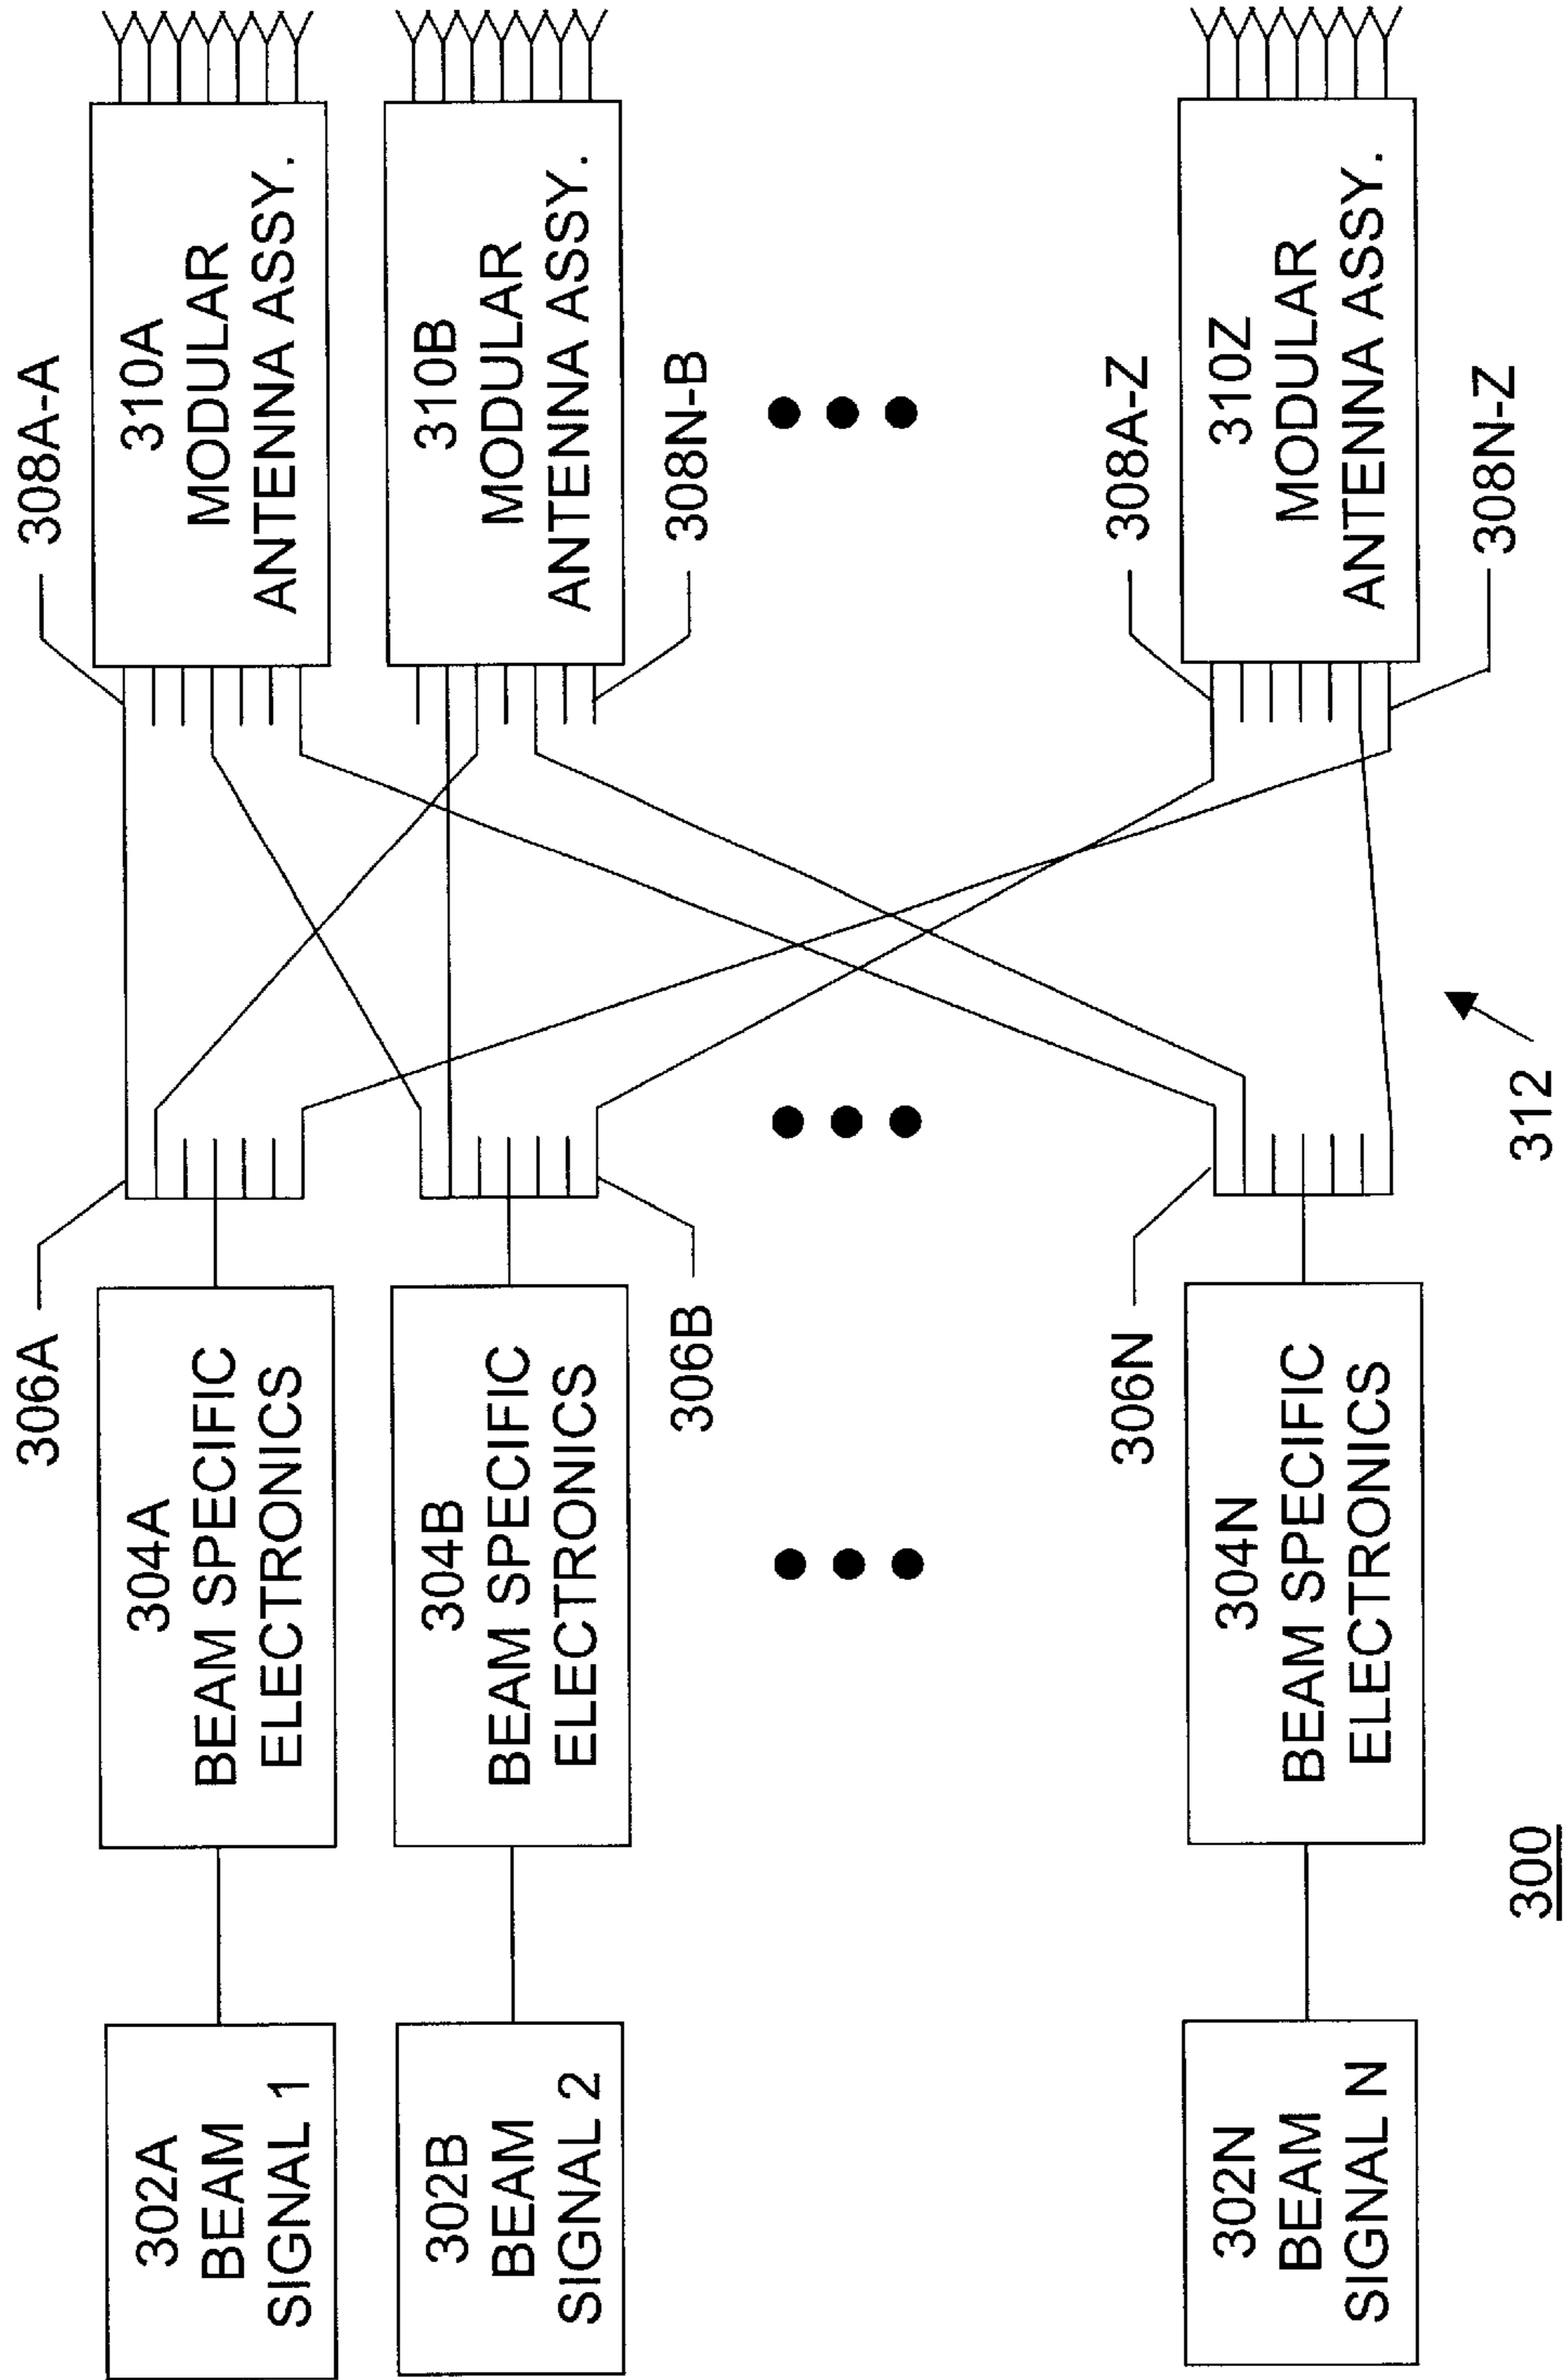 302A
BEAM
SIGNAL 1
304A
BEAM SPECIFIC
ELECTRONICS
306A
308A-A
310A
MODULAR
ANTENNA ASSY.
302B
BEAM
SIGNAL 2
304B
BEAM SPECIFIC
ELECTRONICS
306B
310B
MODULAR
ANTENNA ASSY.
308N-B
302N
BEAM
SIGNAL N
304N
BEAM SPECIFIC
ELECTRONICS
306N
308A-Z
310Z
MODULAR
ANTENNA ASSY.
308N-Z
312
300